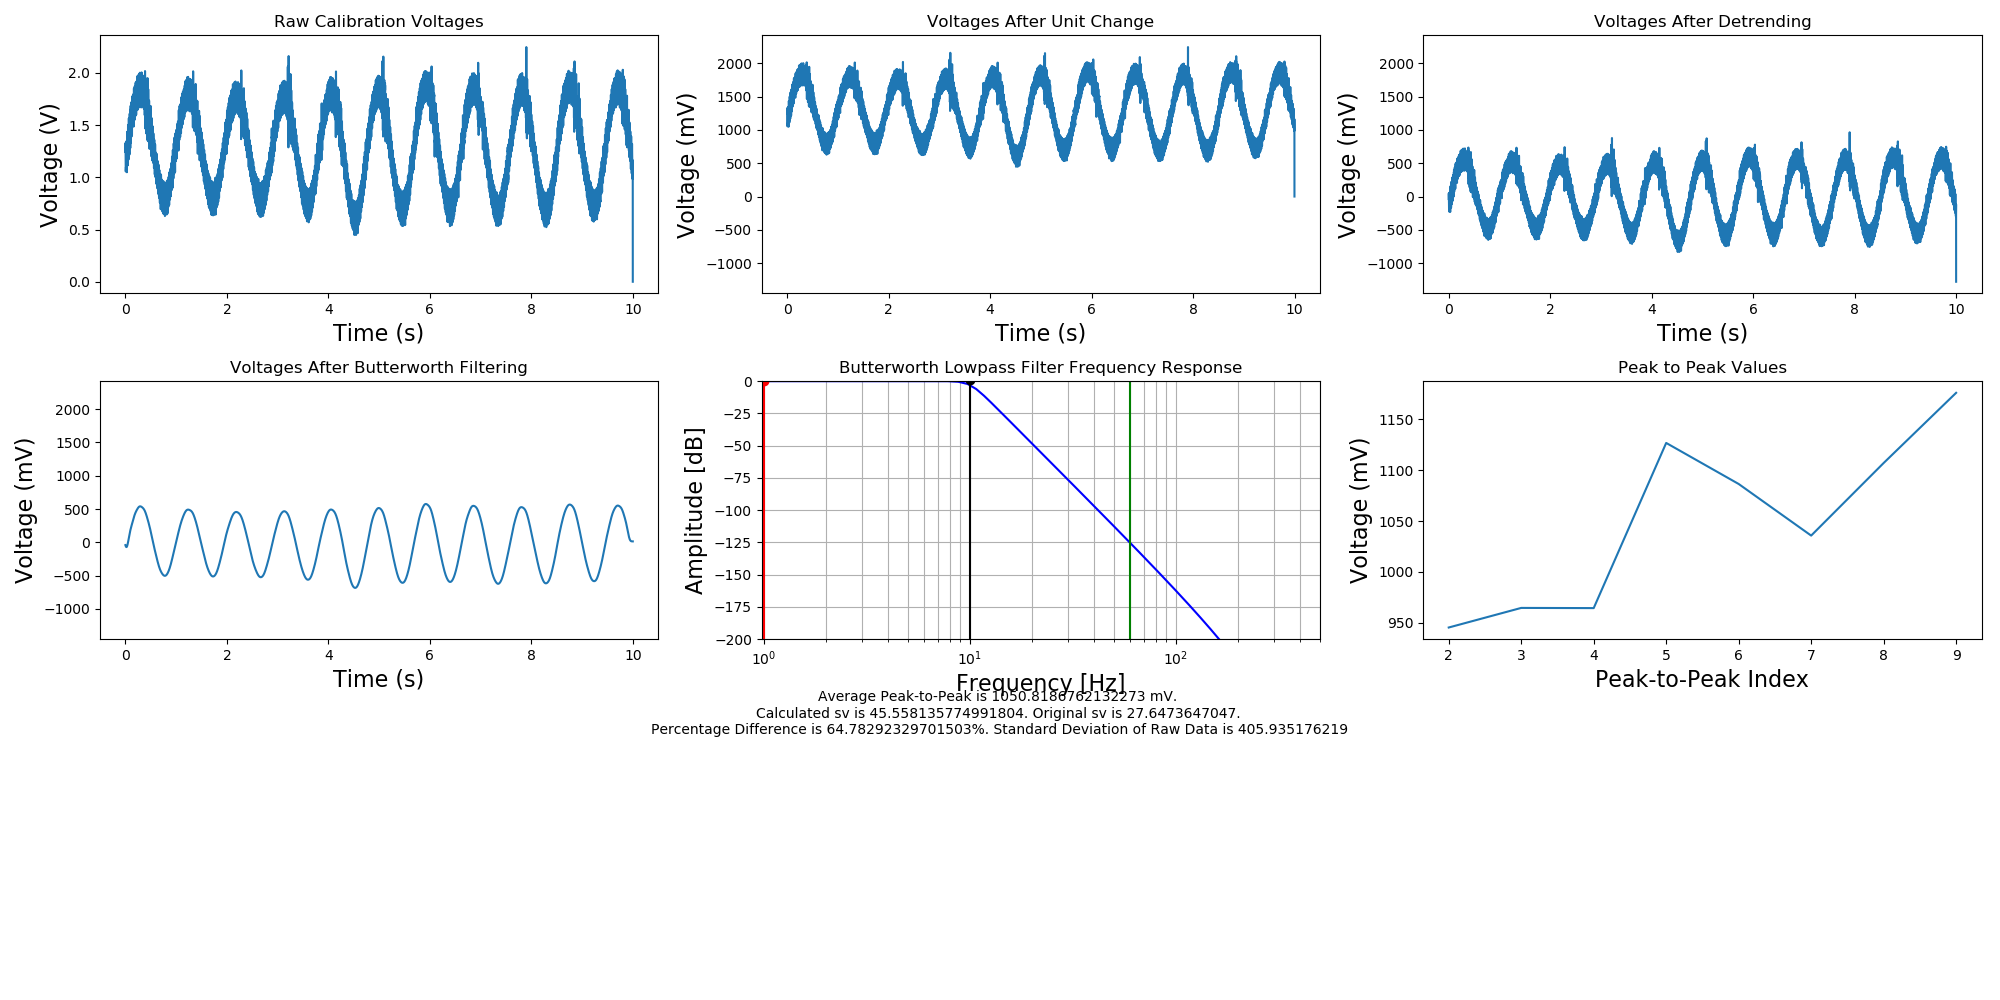 Raw Calibration Voltages
Voltage (V)
2.0
1.5
1.0
0.5
0.0
0 2 4 6 8 10
Time (s)
Voltages After Unit Change
Voltage (mV)
2000
1500
1000
500
0
−500
−1000
0 2 4 6 8 10
Time (s)
Voltages After Detrending
Voltage (mV)
2000
1500
1000
500
0
−500
−1000
0 2 4 6 8 10
Time (s)
Voltages After Butterworth Filtering
Voltage (mV)
2000
1500
1000
500
0
−500
−1000
0 2 4 6 8 10
Time (s)
Butterworth Lowpass Filter Frequency Response
Amplitude [dB]
0
−25
−50
−75
−100
−125
−150
−175
−200
10⁰ 10¹ 10²
Frequency [Hz]
Peak to Peak Values
Voltage (mV)
1150
1100
1050
1000
950
2 3 4 5 6 7 8 9
Peak-to-Peak Index
Average Peak-to-Peak is 1050.8186762132273 mV.
Calculated sv is 45.558135774991804. Original sv is 27.6473647047.
Percentage Difference is 64.78292329701503%. Standard Deviation of Raw Data is 405.935176219